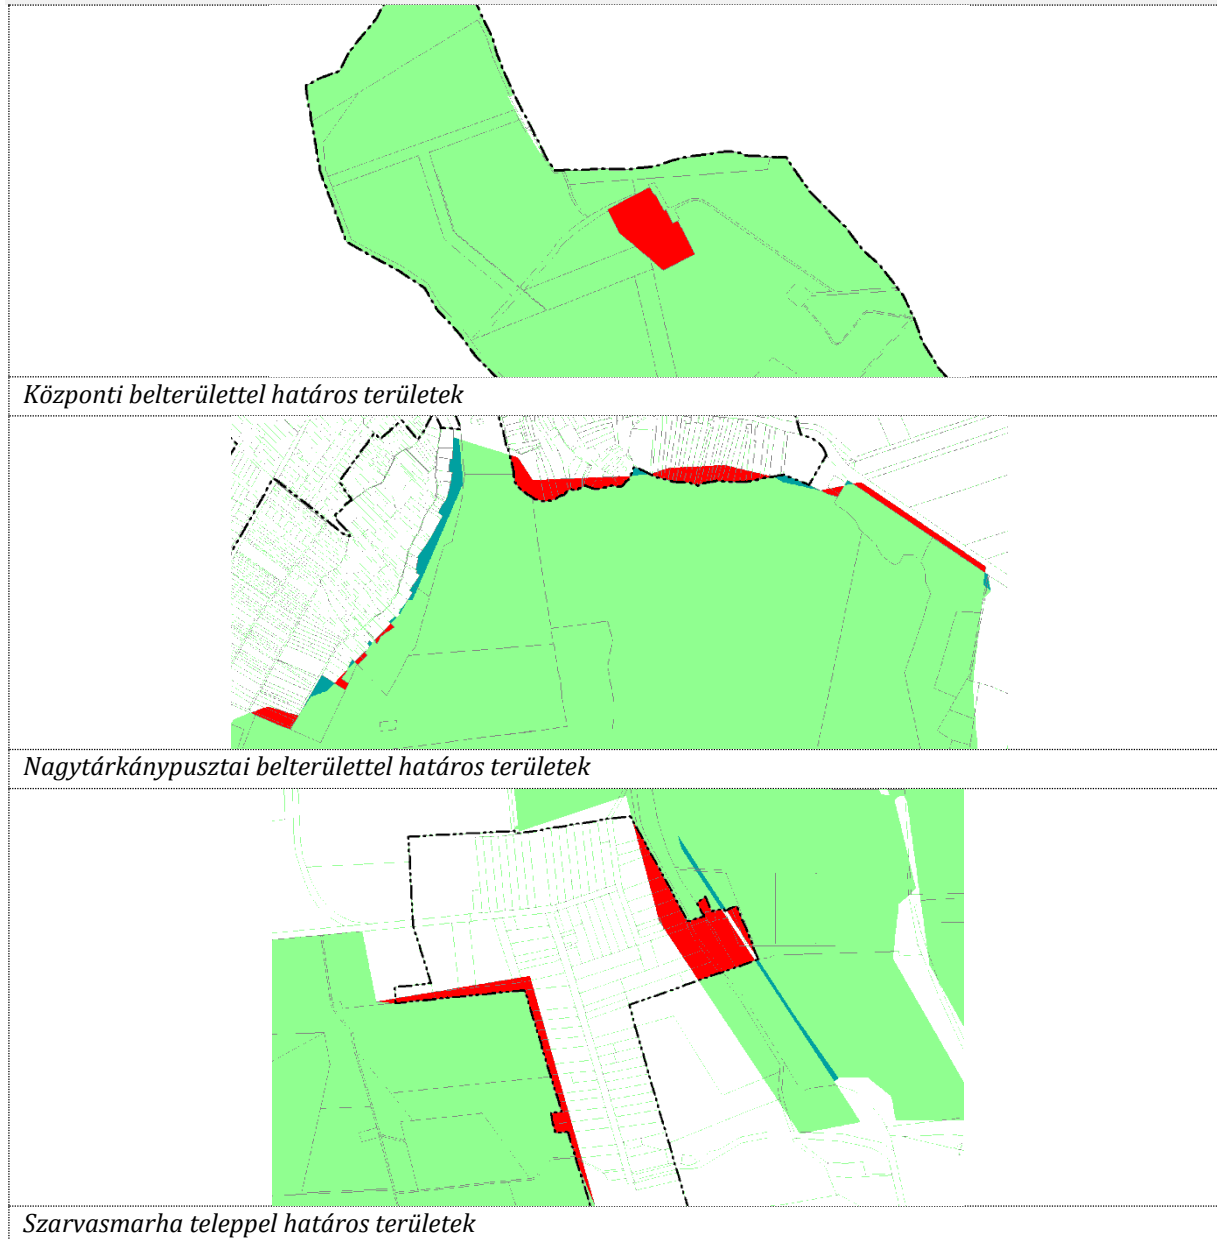 Központi belterülettel határos területek
Nagytárkánypusztai belterülettel határos területek
Szarvasmarha teleppel határos területek